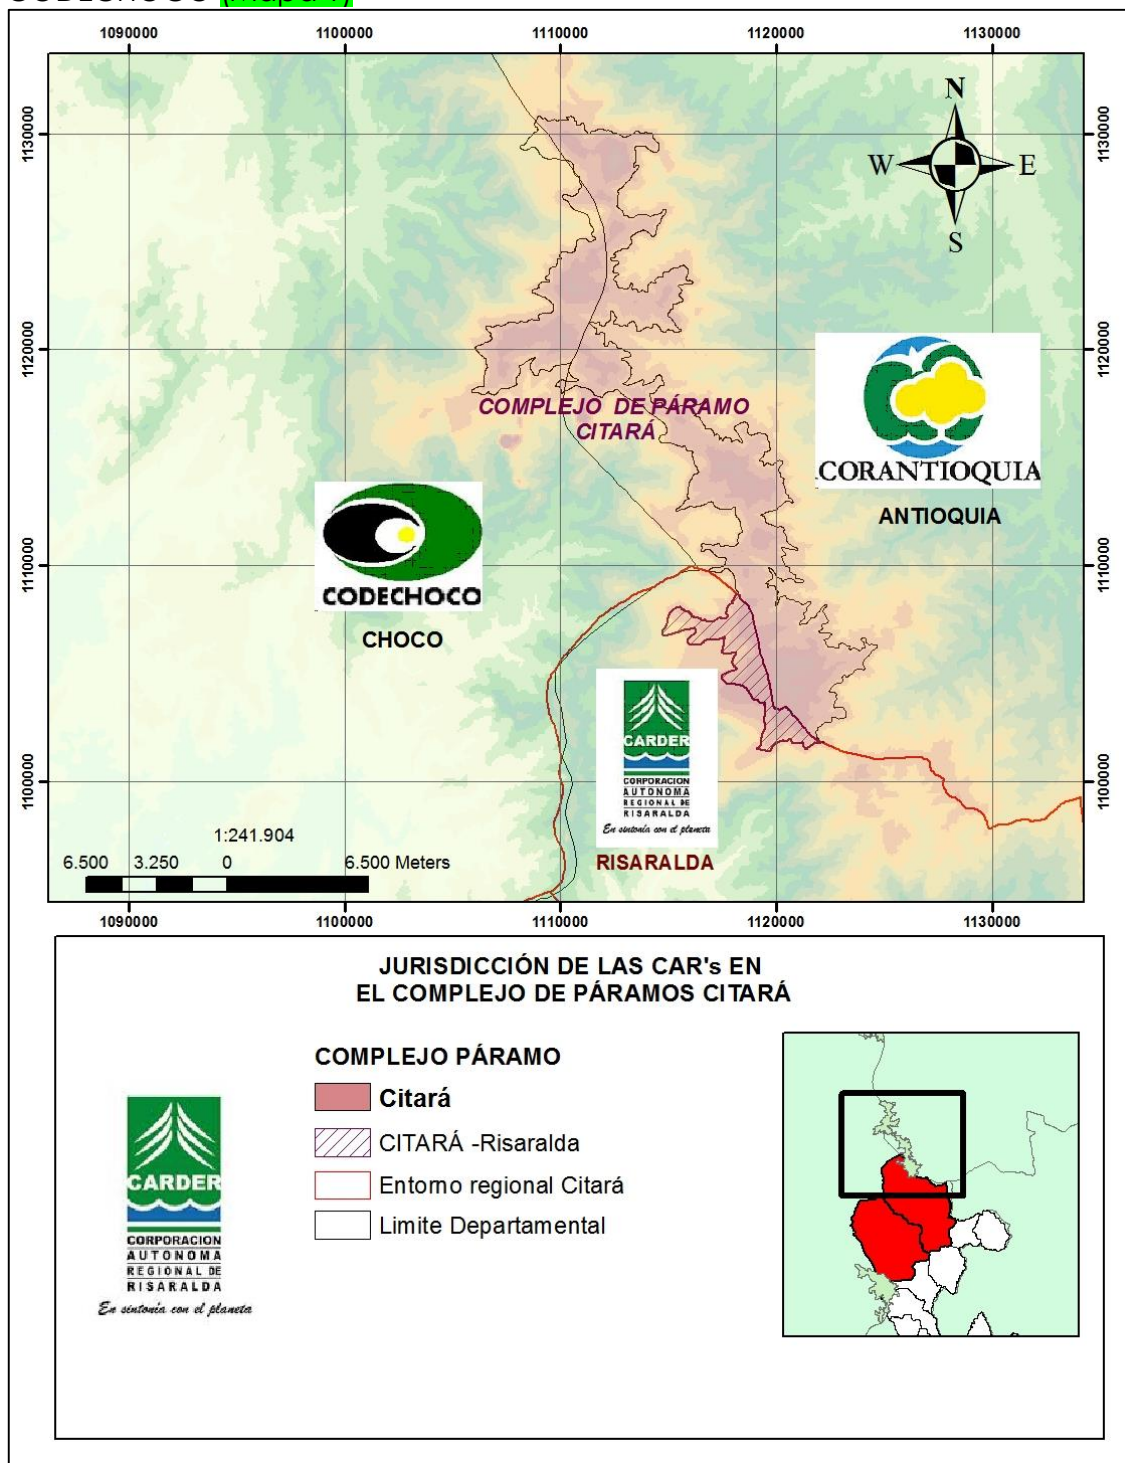 1090000 1100000 1110000 1120000 1130000
N
W E
S
1130000 1130000
1120000 1120000
1110000 1110000
1100000 1100000
COMPLEJO DE PÁRAMO
CITARÁ
CORANTIOQUIA
ANTIOQUIA
CODECHOCO
CHOCO
CARDER
CORPORACION
AUTONOMA
REGIONAL DE
RISARALDA
En sintonía con el planeta
RISARALDA
1:241.904
6.500 3.250 0 6.500 Meters
1090000 1100000 1110000 1120000 1130000
JURISDICCIÓN DE LAS CAR's EN
EL COMPLEJO DE PÁRAMOS CITARÁ
COMPLEJO PÁRAMO
Citará
CITARÁ -Risaralda
Entorno regional Citará
Limite Departamental
CARDER
CORPORACION
AUTONOMA
REGIONAL DE
RISARALDA
En sintonía con el planeta